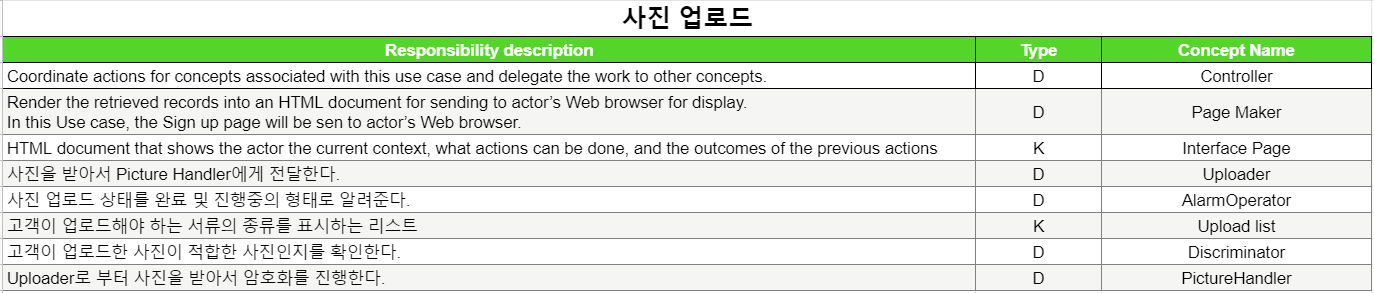 사진 업로드
Responsibility description Type Concept Name
Coordinate actions for concepts associated with this use case and delegate the work to other concepts. D Controller
Render the retrieved records into an HTML document for sending to actor’s Web browser for display.
In this Use case, the Sign up page will be sen to actor’s Web browser. D Page Maker
HTML document that shows the actor the current context, what actions can be done, and the outcomes of the previous actions K Interface Page
사진을 받아서 Picture Handler에게 전달한다. D Uploader
사진 업로드 상태를 완료 및 진행중의 형태로 알려준다. D AlarmOperator
고객이 업로드해야 하는 서류의 종류를 표시하는 리스트 K Upload list
고객이 업로드한 사진이 적합한 사진인지를 확인한다. D Discriminator
Uploader로 부터 사진을 받아서 암호화를 진행한다. D PictureHandler